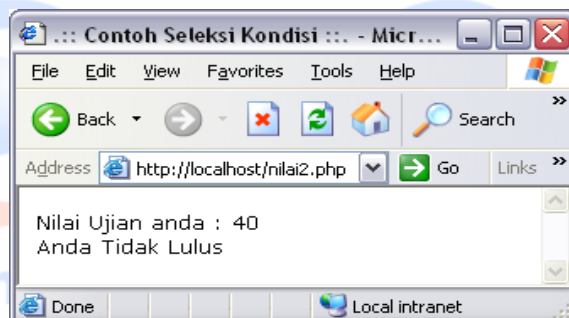 .:: Contoh Seleksi Kondisi ::. - Micr...
File Edit View Favorites Tools Help
Back Search »
Address http://localhost/nilai2.php Go Links »
Nilai Ujian anda : 40
Anda Tidak Lulus
Done Local intranet